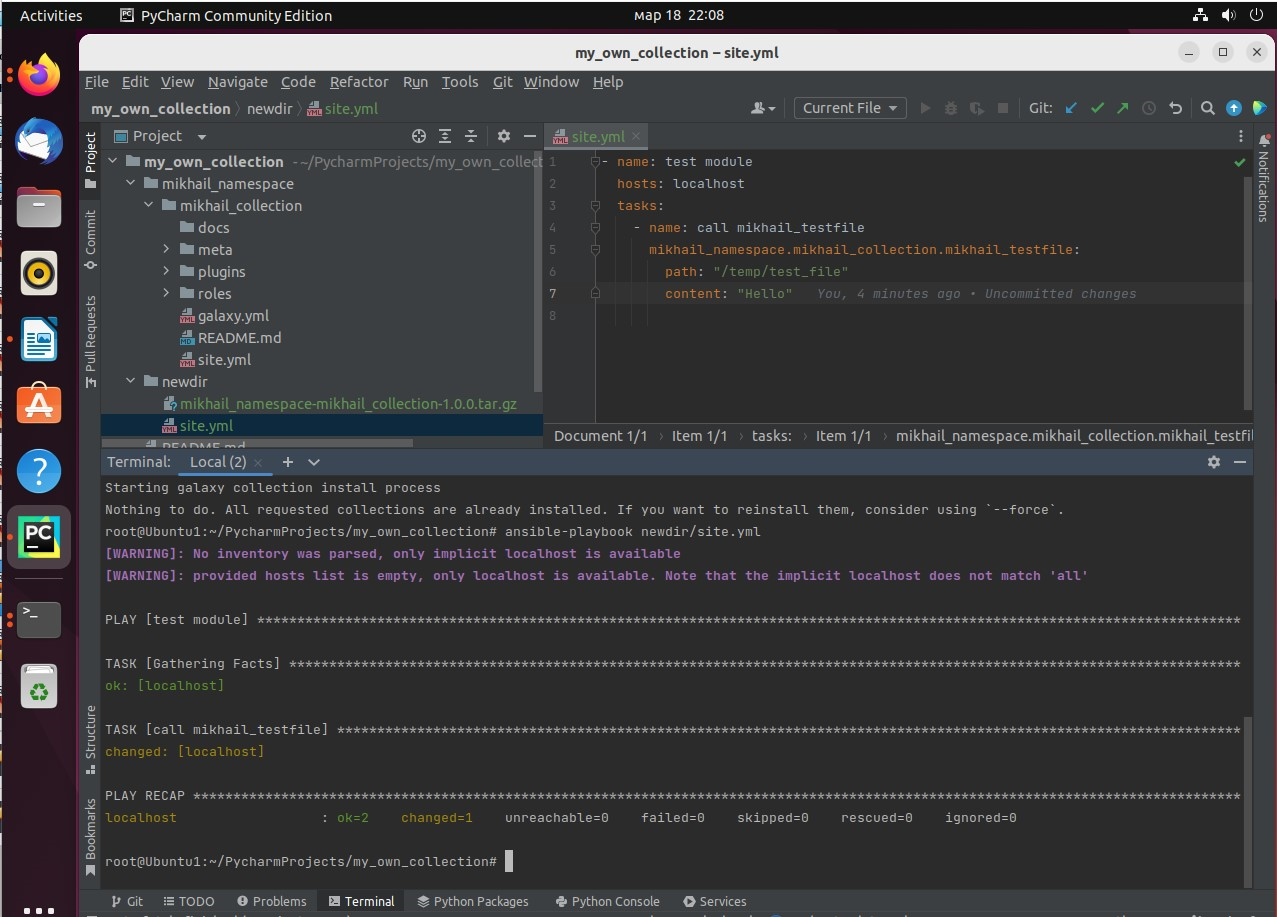 Activities
PyCharm Community Edition
мар 18 22:08
my_own_collection – site.yml
File Edit View Navigate Code Refactor Run Tools Git Window Help
my_own_collection newdir site.yml
Current File
Git:
Project
site.yml
my_own_collection ~/PycharmProjects/my_own_collect
mikhail_namespace
mikhail_collection
docs
meta
plugins
roles
galaxy.yml
README.md
site.yml
newdir
mikhail_namespace-mikhail_collection-1.0.0.tar.gz
site.yml
README.md
Project
Commit
Pull Requests
Structure
Bookmarks
Notifications
1 - name: test module
2 hosts: localhost
3 tasks:
4 - name: call mikhail_testfile
5 mikhail_namespace.mikhail_collection.mikhail_testfile:
6 path: "/temp/test_file"
7 content: "Hello" You, 4 minutes ago • Uncommitted changes
8
Document 1/1 › Item 1/1 › tasks: › Item 1/1 › mikhail_namespace.mikhail_collection.mikhail_testfil
Terminal: Local (2)
Starting galaxy collection install process
Nothing to do. All requested collections are already installed. If you want to reinstall them, consider using `--force`.
root@Ubuntu1:~/PycharmProjects/my_own_collection# ansible-playbook newdir/site.yml
[WARNING]: No inventory was parsed, only implicit localhost is available
[WARNING]: provided hosts list is empty, only localhost is available. Note that the implicit localhost does not match 'all'
PLAY [test module] ***************************************************************************************************************************
TASK [Gathering Facts] ***********************************************************************************************************************
ok: [localhost]
TASK [call mikhail_testfile] *****************************************************************************************************************
changed: [localhost]
PLAY RECAP ***********************************************************************************************************************************
localhost : ok=2 changed=1 unreachable=0 failed=0 skipped=0 rescued=0 ignored=0
root@Ubuntu1:~/PycharmProjects/my_own_collection#
Git TODO Problems Terminal Python Packages Python Console Services